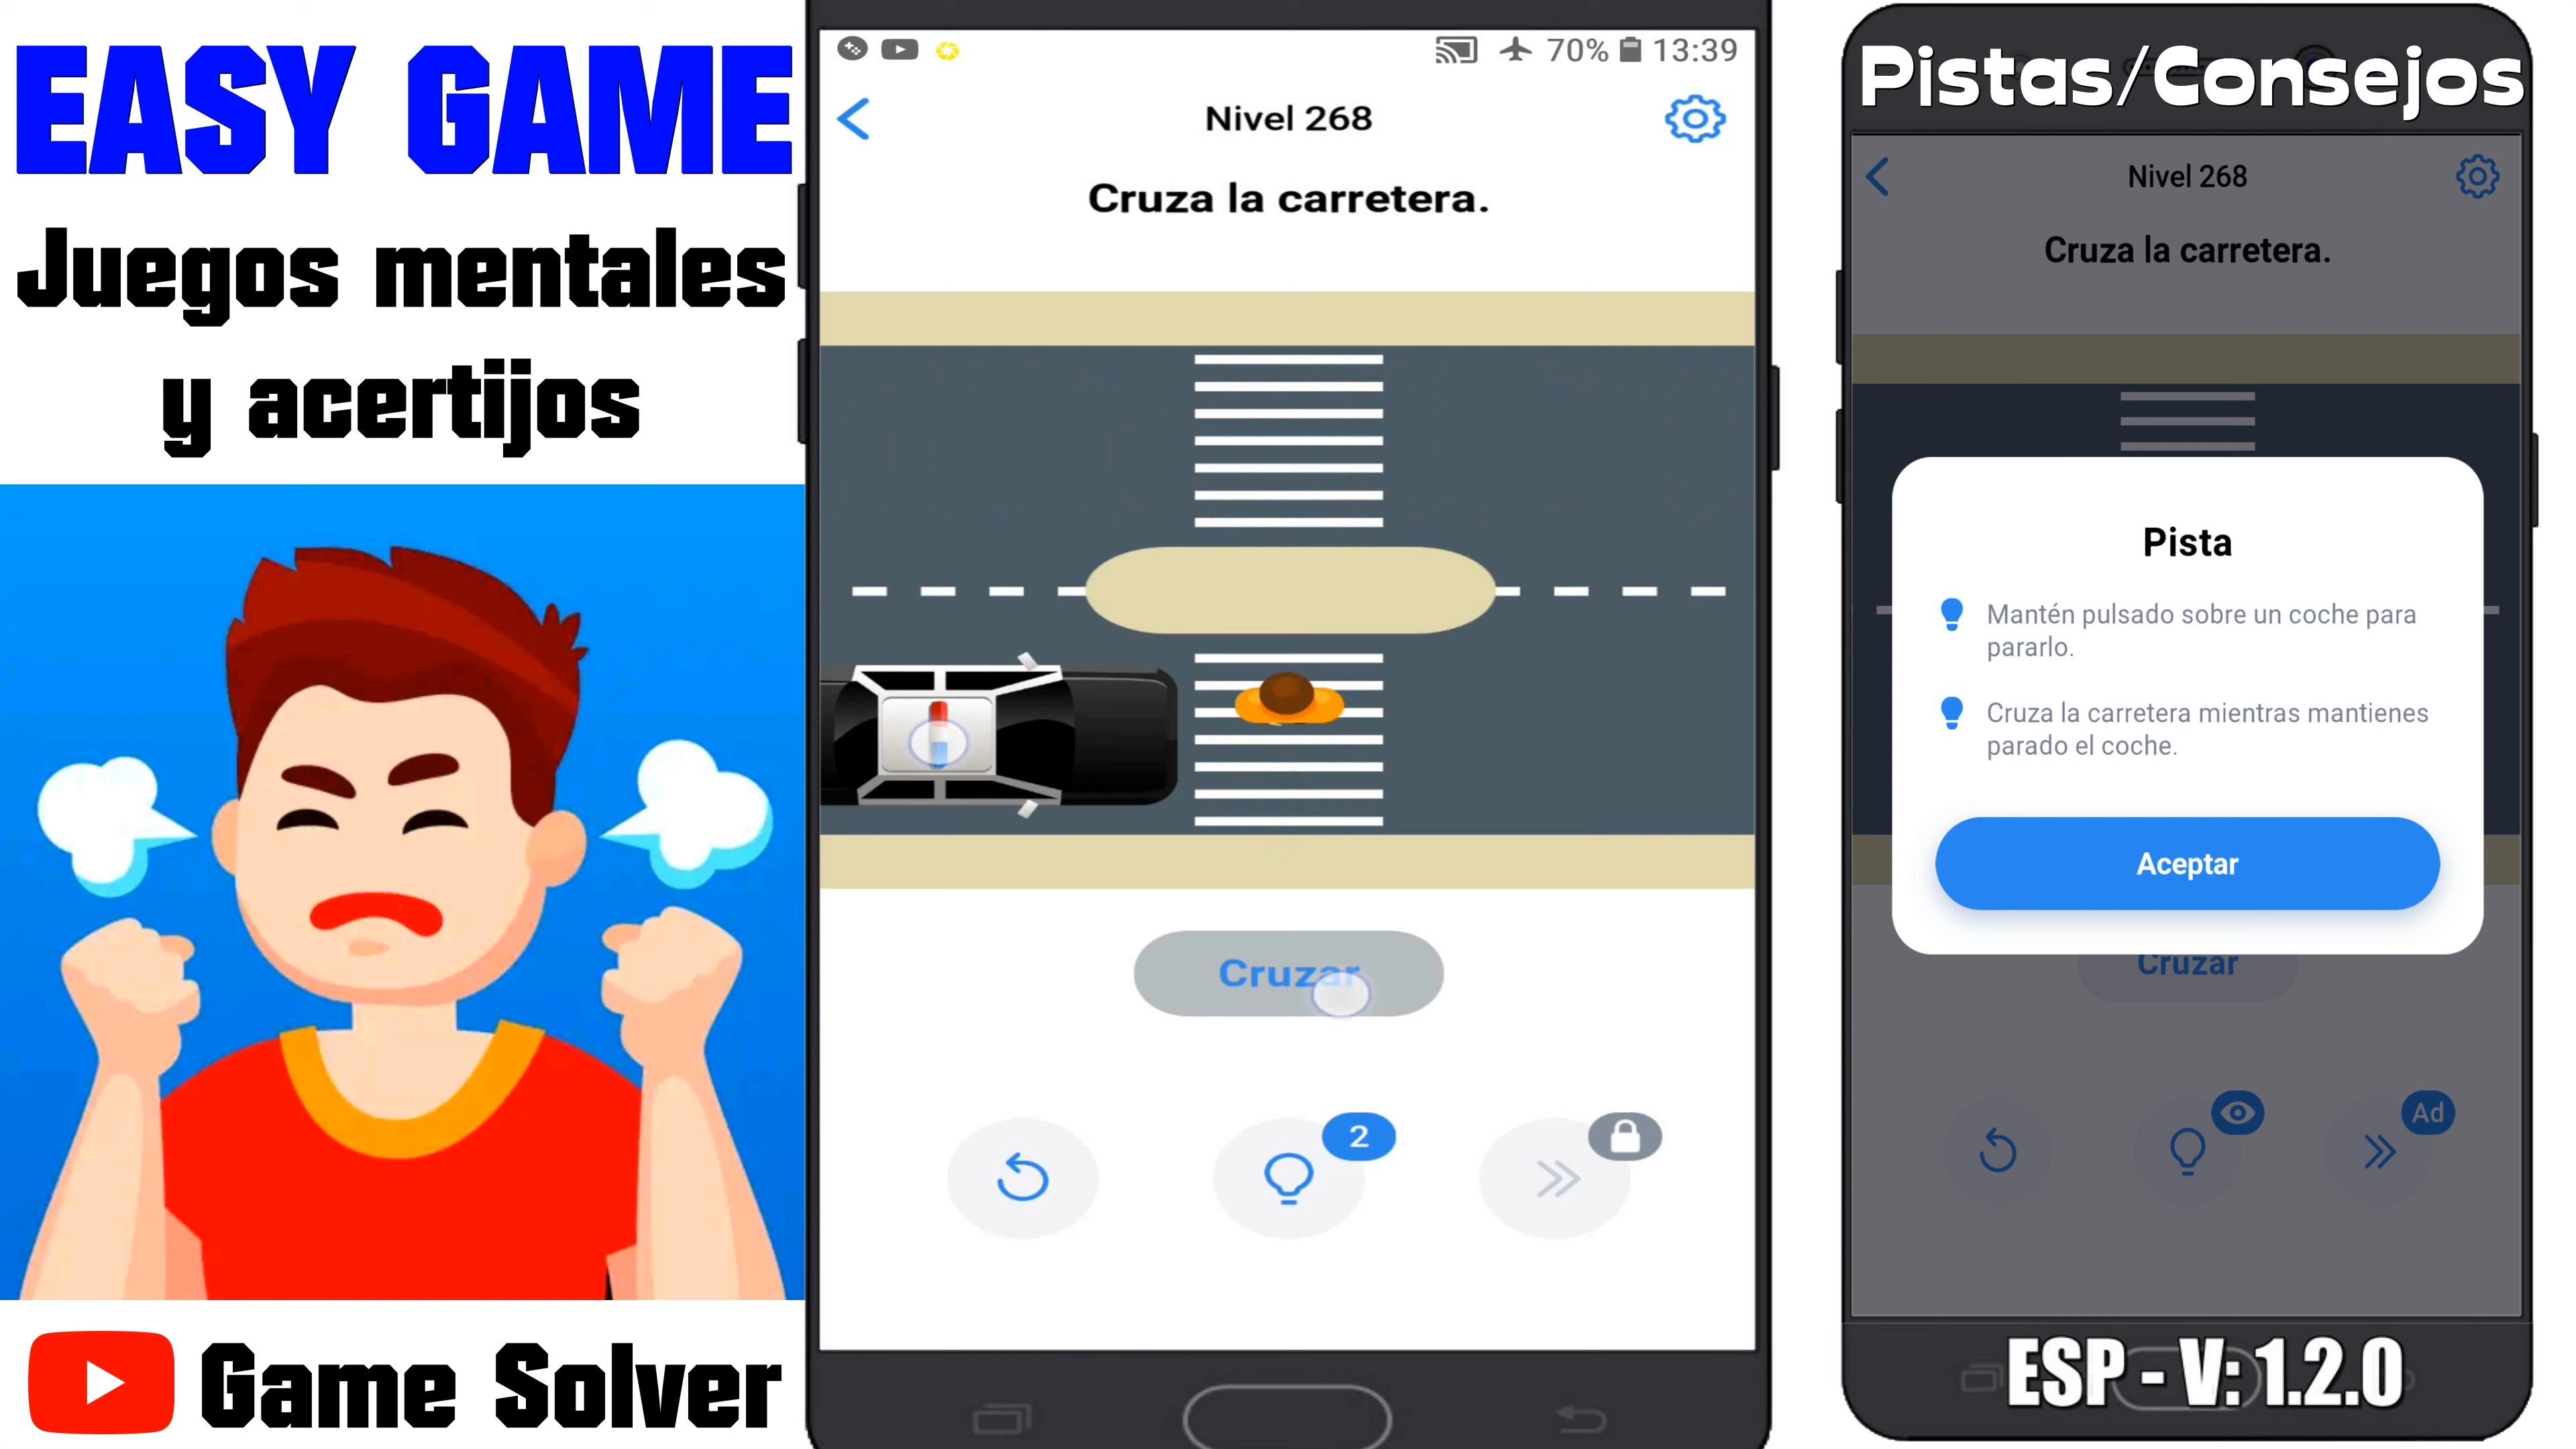 EASY GAME
Juegos mentales
y acertijos
Game Solver
70% 13:39
Nivel 268
Cruza la carretera.
Cruzar
2
Pistas/Consejos
Nivel 268
Cruza la carretera.
Pista
Mantén pulsado sobre un coche para
pararlo.
Cruza la carretera mientras mantienes
parado el coche.
Aceptar
Cruzar
Ad
ESP - V: 1.2.0